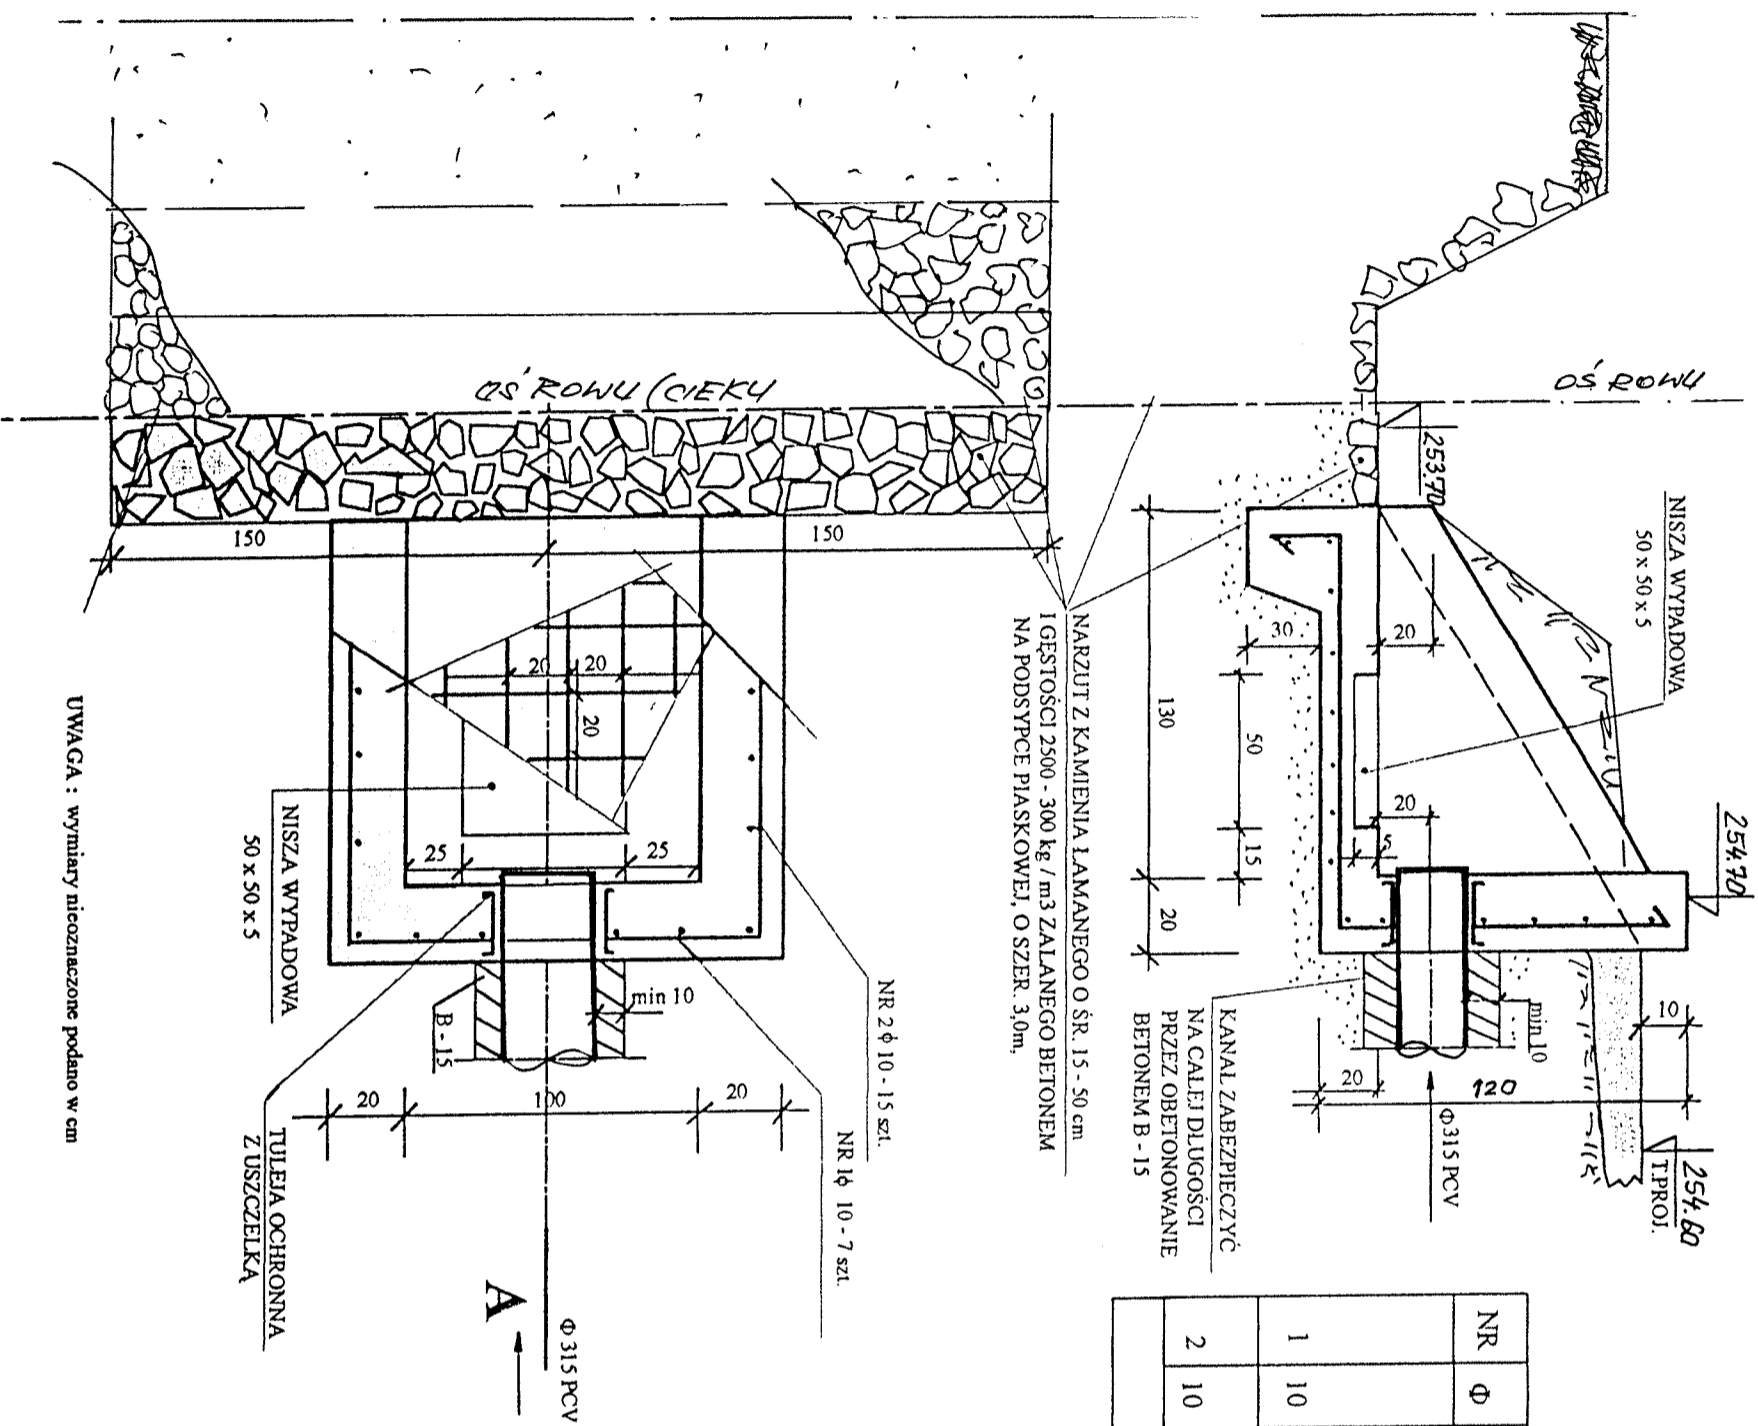 OŚ ROWU
253.70
NISZA WYPADOWA
50 x 50 x 5
254.70
30
20
50
15
130
20
20
5
min 10
10
20
120
Φ315 PCV
254.60
T.PROJ.
KANAŁ ZABEZPIECZYĆ
NA CAŁEJ DŁUGOŚCI
PRZEZ OBETONOWANIE
BETONEM B - 15
NARZUT Z KAMIENIA ŁAMANEGO O ŚR. 15 - 50 cm
I GĘSTOŚCI 2500 - 300 kg / m3 ZALANEGO BETONEM
NA PODSYPCE PIASKOWEJ, O SZER. 3,0m,
NR
Φ
1
10
2
10
OŚ ROWU (CIEKU
150
150
20
20
20
25
25
NISZA WYPADOWA
50 x 50 x 5
min 10
B - 15
20
100
20
NR 2 ϕ 10 - 15 szt.
NR 1ϕ 10 - 7 szt.
TULEJA OCHRONNA
Z USZCZELKĄ
A
Φ 315 PCV
UWAGA : wymiary nieoznaczone podano w cm